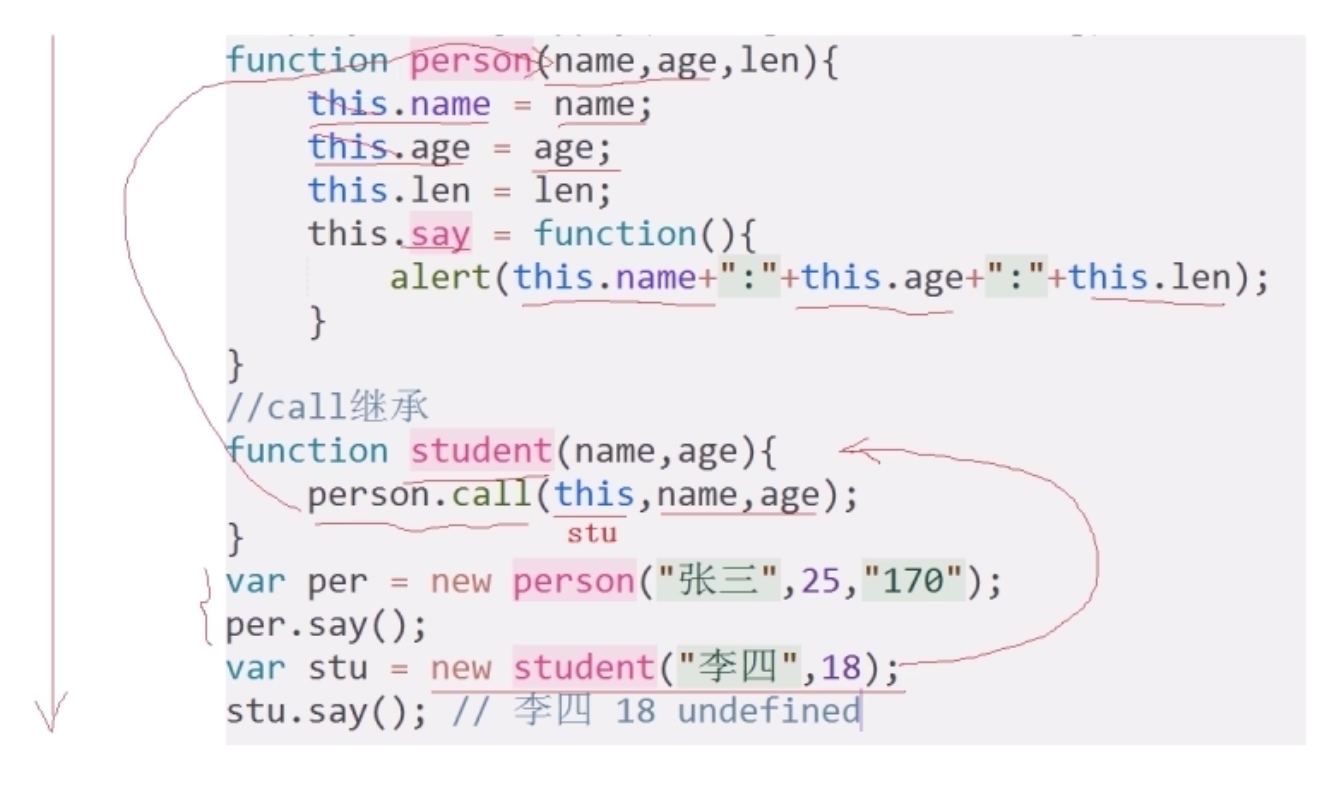 function person(name,age,len){
    this.name = name;
    this.age = age;
    this.len = len;
    this.say = function(){
        alert(this.name+":"+this.age+":"+this.len);
    }
}
//call继承
function student(name,age){
    person.call(this,name,age);
stu
}
var per = new person("张三",25,"170");
per.say();
var stu = new student("李四",18);
stu.say(); // 李四 18 undefined